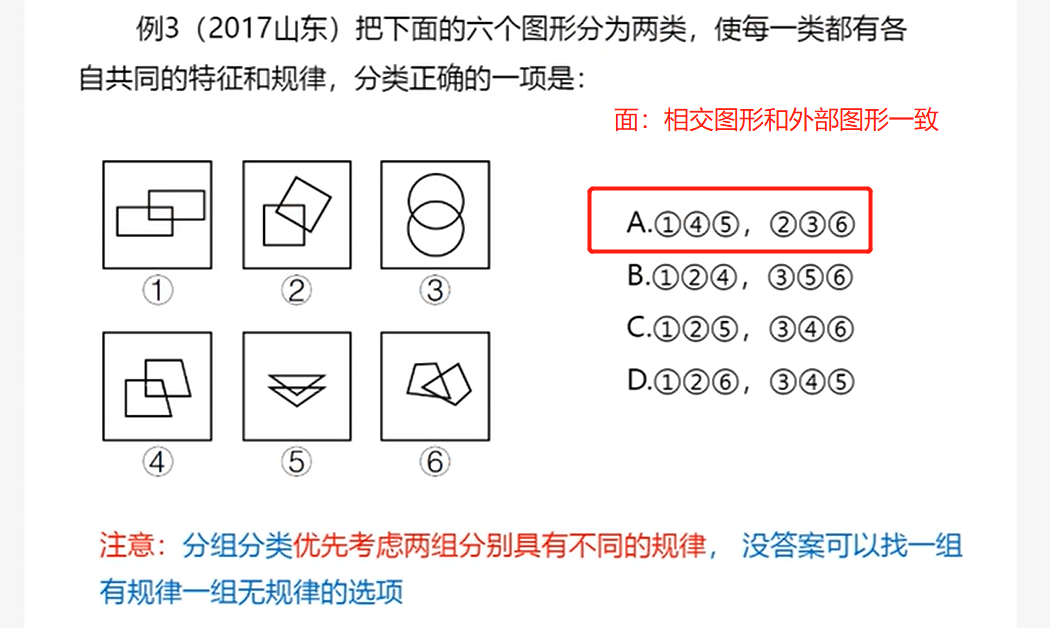 例3（2017山东）把下面的六个图形分为两类，使每一类都有各
自共同的特征和规律，分类正确的一项是：
面：相交图形和外部图形一致
A.①④⑤，②③⑥
B.①②④，③⑤⑥
C.①②⑤，③④⑥
D.①②⑥，③④⑤
① ② ③
④ ⑤ ⑥
注意：分组分类优先考虑两组分别具有不同的规律， 没答案可以找一组
有规律一组无规律的选项